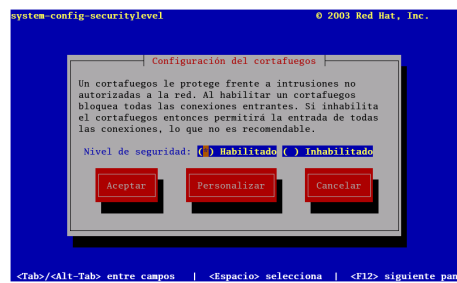 system-config-securitylevel © 2003 Red Hat, Inc.
Configuración del cortafuegos
Un cortafuegos le protege frente a intrusiones no
autorizadas a la red. Al habilitar un cortafuegos
bloquea todas las conexiones entrantes. Si inhabilita
el cortafuegos entonces permitirá la entrada de todas
las conexiones, lo que no es recomendable.
Nivel de seguridad: (*) Habilitado ( ) Inhabilitado
Aceptar Personalizar Cancelar
<Tab>/<Alt-Tab> entre campos | <Espacio> selecciona | <F12> siguiente pan